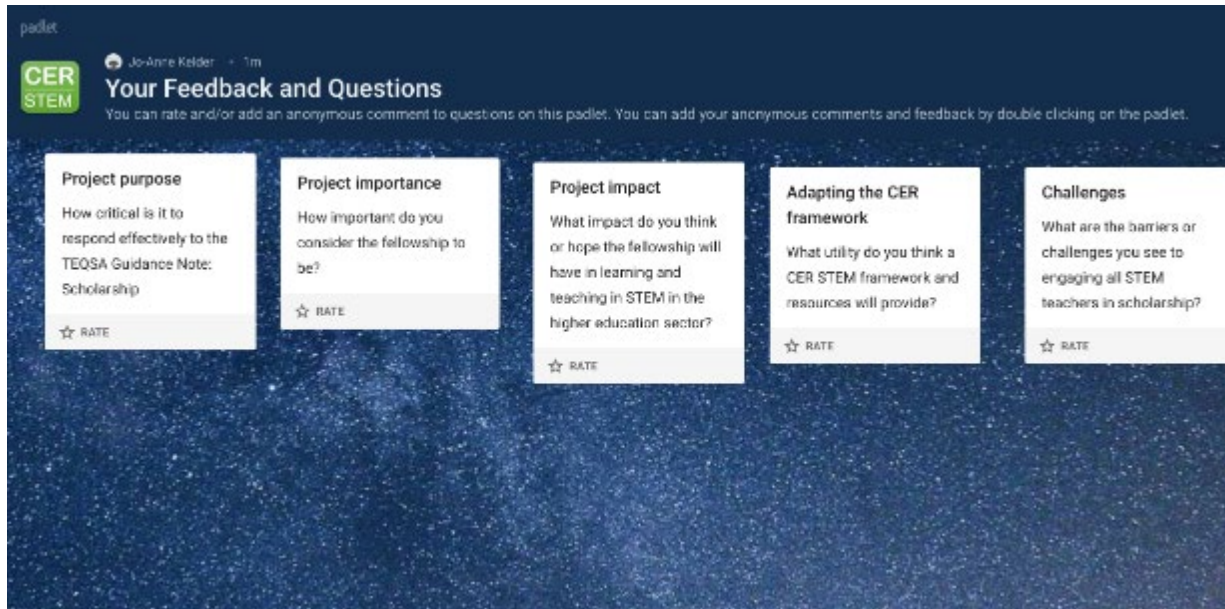 padlet
CER
STEM
Jo-Anne Kelder • 1m
Your Feedback and Questions
You can rate and/or add an anonymous comment to questions on this padlet. You can add your anonymous comments and feedback by double clicking on the padlet.
Project purpose
How critical is it to
respond effectively to the
TEQSA Guidance Note:
Scholarship
RATE
Project importance
How important do you
consider the fellowship to
be?
RATE
Project impact
What impact do you think
or hope the fellowship will
have in learning and
teaching in STEM in the
higher education sector?
RATE
Adapting the CER
framework
What utility do you think a
CER STEM framework and
resources will provide?
RATE
Challenges
What are the barriers or
challenges you see to
engaging all STEM
teachers in scholarship?
RATE